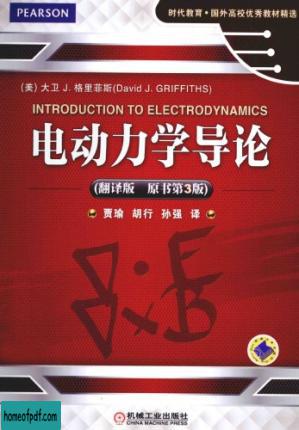 PEARSON
时代教育·国外高校优秀教材精选
(美) 大卫 J. 格里菲斯(David J. GRIFFITHS)
INTRODUCTION TO ELECTRODYNAMICS
电动力学导论
(翻译版 原书第3版)
贾瑜 胡行 孙强 译
机械工业出版社
CHINA MACHINE PRESS
homeofpdf.com